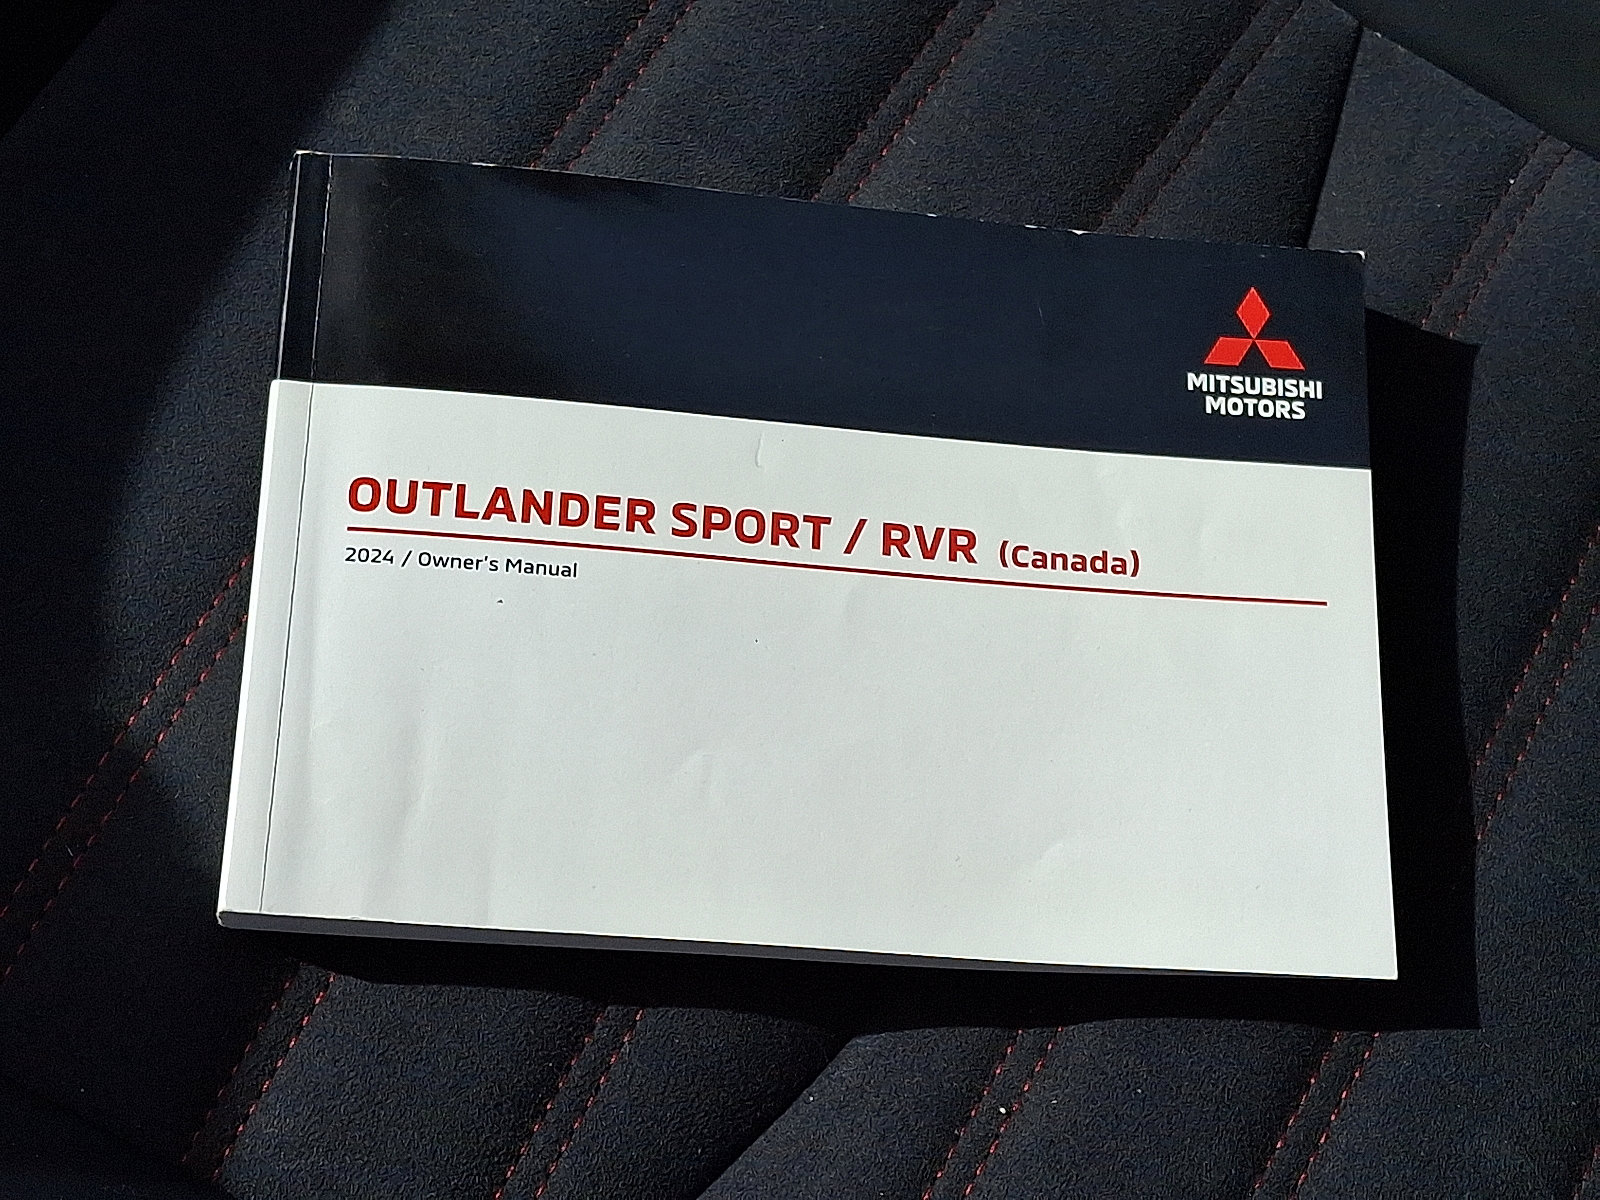 MITSUBISHI
MOTORS
OUTLANDER SPORT / RVR (Canada)
2024 / Owner's Manual